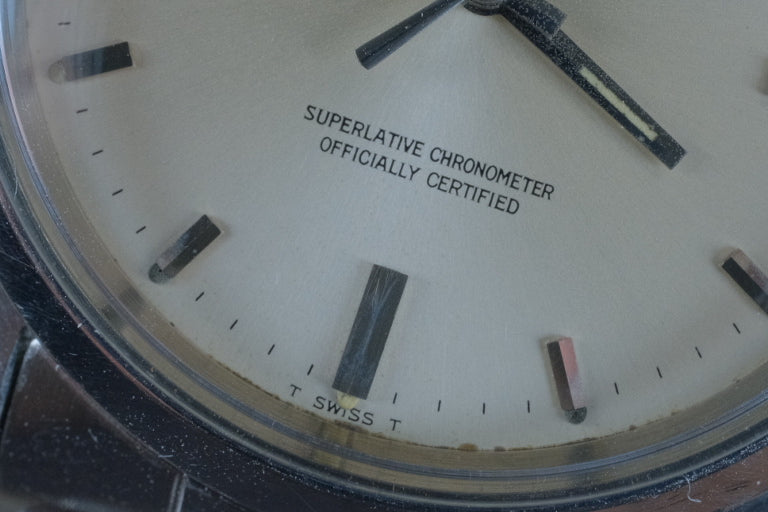 SUPERLATIVE CHRONOMETER
OFFICIALLY CERTIFIED
T SWISS T